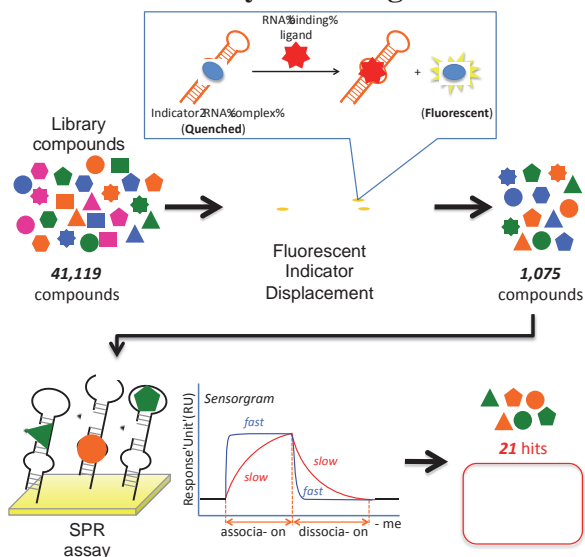 RNA%binding%
ligand
+
Indicator2RNA%complex%
(Quenched)
(Fluorescent)
Library
compounds
41,119
compounds
Fluorescent
Indicator
Displacement
1,075
compounds
SPR
assay
Response'Unit'(RU)
Sensorgram
fast
slow
slow
fast
- me
associa- on
dissocia- on
21 hits